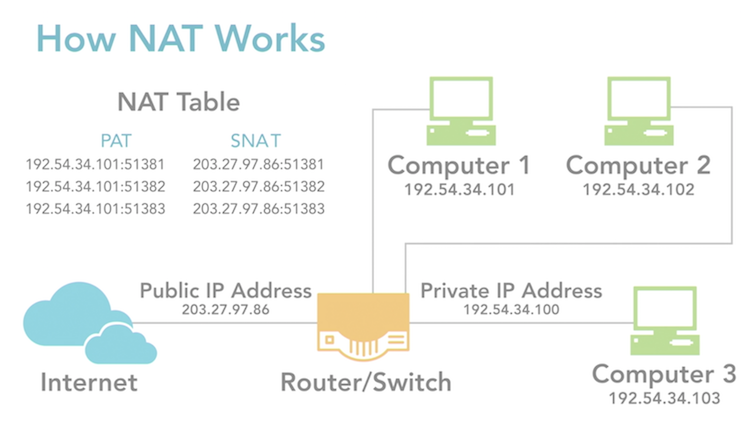 How NAT Works
NAT Table
PAT SNAT
192.54.34.101:51381 203.27.97.86:51381
192.54.34.101:51382 203.27.97.86:51382
192.54.34.101:51383 203.27.97.86:51383
Computer 1
192.54.34.101
Computer 2
192.54.34.102
Public IP Address
203.27.97.86
Private IP Address
192.54.34.100
Internet
Router/Switch
Computer 3
192.54.34.103